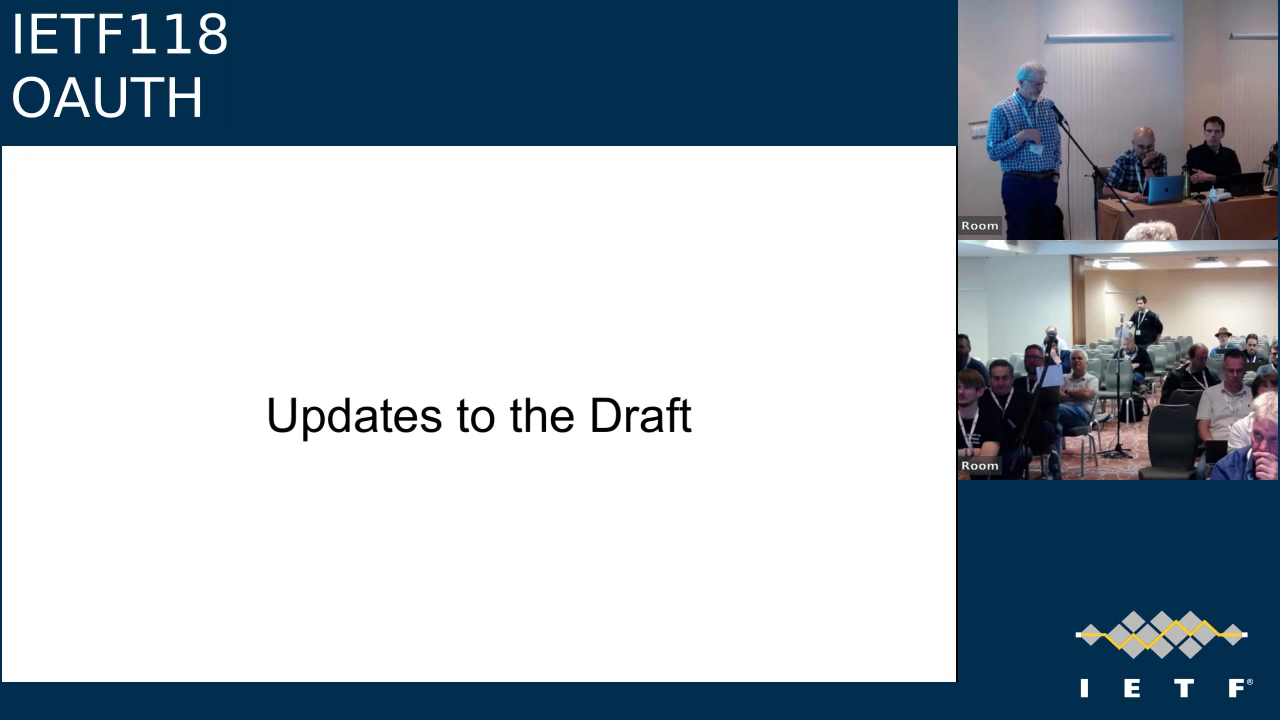 IETF118
OAUTH
Updates to the Draft
Room
Room
I E T F®